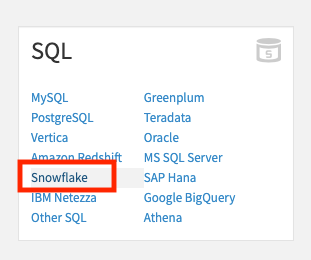 SQL
MySQL
PostgreSQL
Vertica
Amazon Redshift
Snowflake
IBM Netezza
Other SQL
Greenplum
Teradata
Oracle
MS SQL Server
SAP Hana
Google BigQuery
Athena